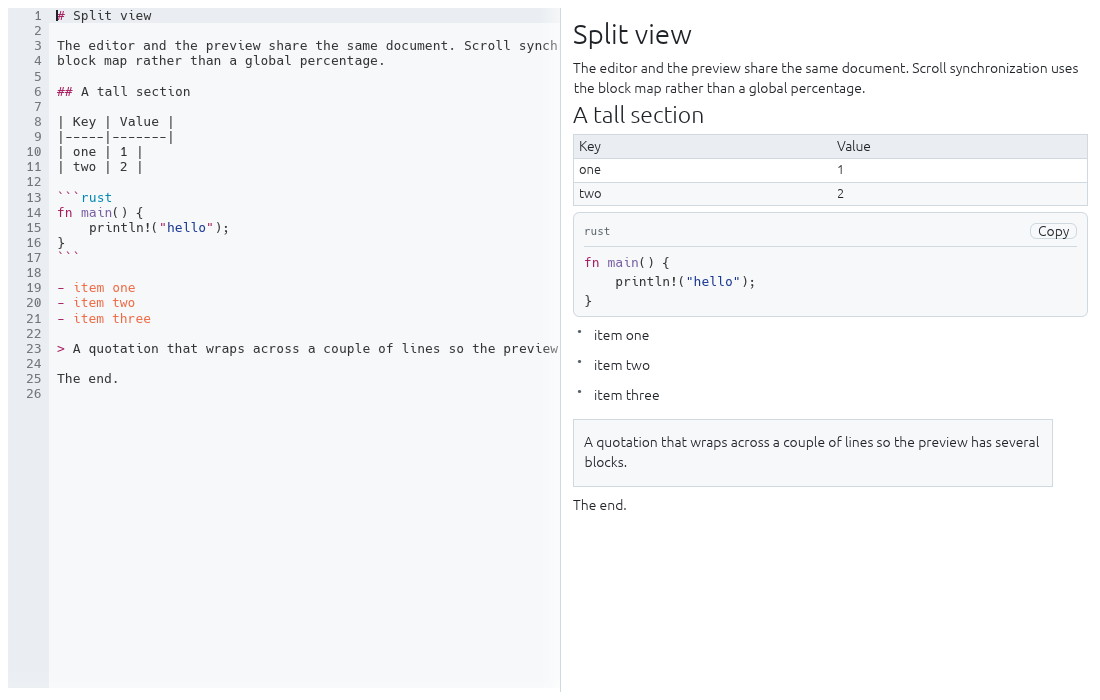 1 # Split view
2
3 The editor and the preview share the same document. Scroll synch
4 block map rather than a global percentage.
5
6 ## A tall section
7
8 | Key | Value |
9 |-----|-------|
10 | one | 1 |
11 | two | 2 |
12
13 ```rust
14 fn main() {
15     println!("hello");
16 }
17 ```
18
19 - item one
20 - item two
21 - item three
22
23 > A quotation that wraps across a couple of lines so the preview
24
25 The end.
26
Split view
The editor and the preview share the same document. Scroll synchronization uses
the block map rather than a global percentage.
A tall section
Key Value
one 1
two 2
rust Copy
fn main() {
    println!("hello");
}
• item one
• item two
• item three
A quotation that wraps across a couple of lines so the preview has several
blocks.
The end.